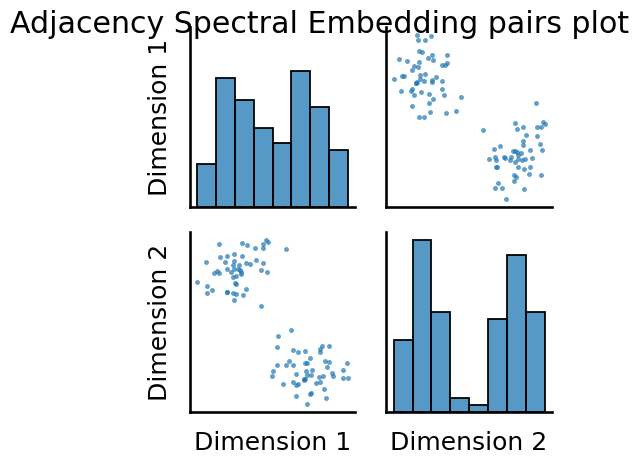 Adjacency Spectral Embedding pairs plot
Dimension 1
Dimension 2
Dimension 1
Dimension 2